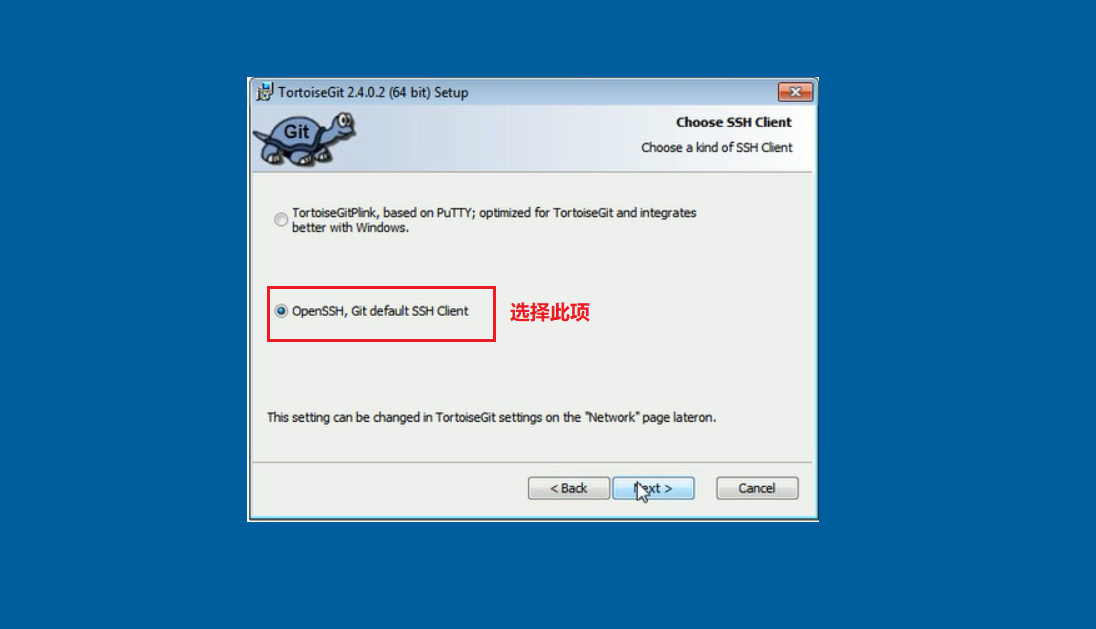 TortoiseGit 2.4.0.2 (64 bit) Setup
Git
Choose SSH Client
Choose a kind of SSH Client
TortoiseGitPlink, based on PuTTY; optimized for TortoiseGit and integrates
better with Windows.
OpenSSH, Git default SSH Client
选择此项
This setting can be changed in TortoiseGit settings on the "Network" page lateron.
< Back
Next >
Cancel